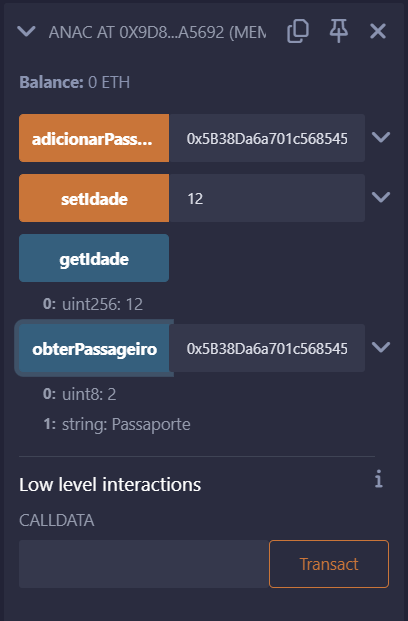 ANAC AT 0X9D8...A5692 (MEM
Balance: 0 ETH
adicionarPass... 0x5B38Da6a701c568545
setIdade 12
getIdade
0: uint256: 12
obterPassageiro 0x5B38Da6a701c568545
0: uint8: 2
1: string: Passaporte
Low level interactions i
CALLDATA
Transact